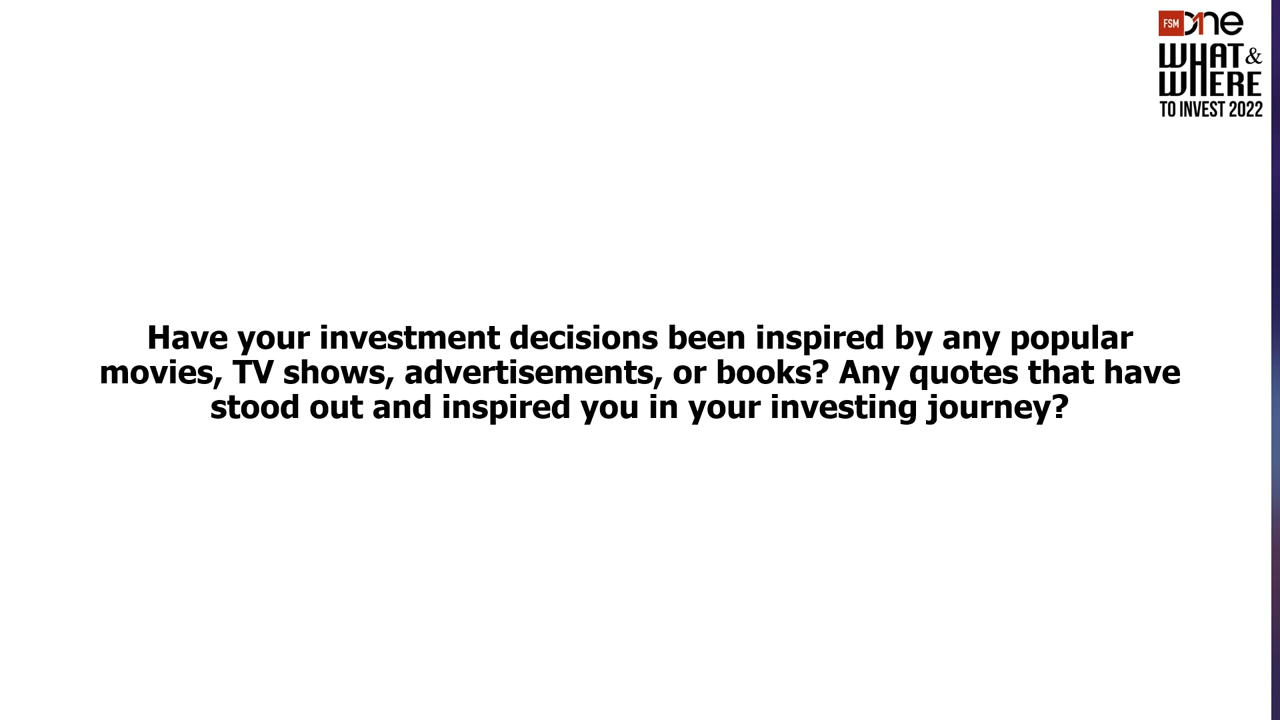 FSM one
WHAT &
WHERE
TO INVEST 2022
Have your investment decisions been inspired by any popular
movies, TV shows, advertisements, or books? Any quotes that have
stood out and inspired you in your investing journey?